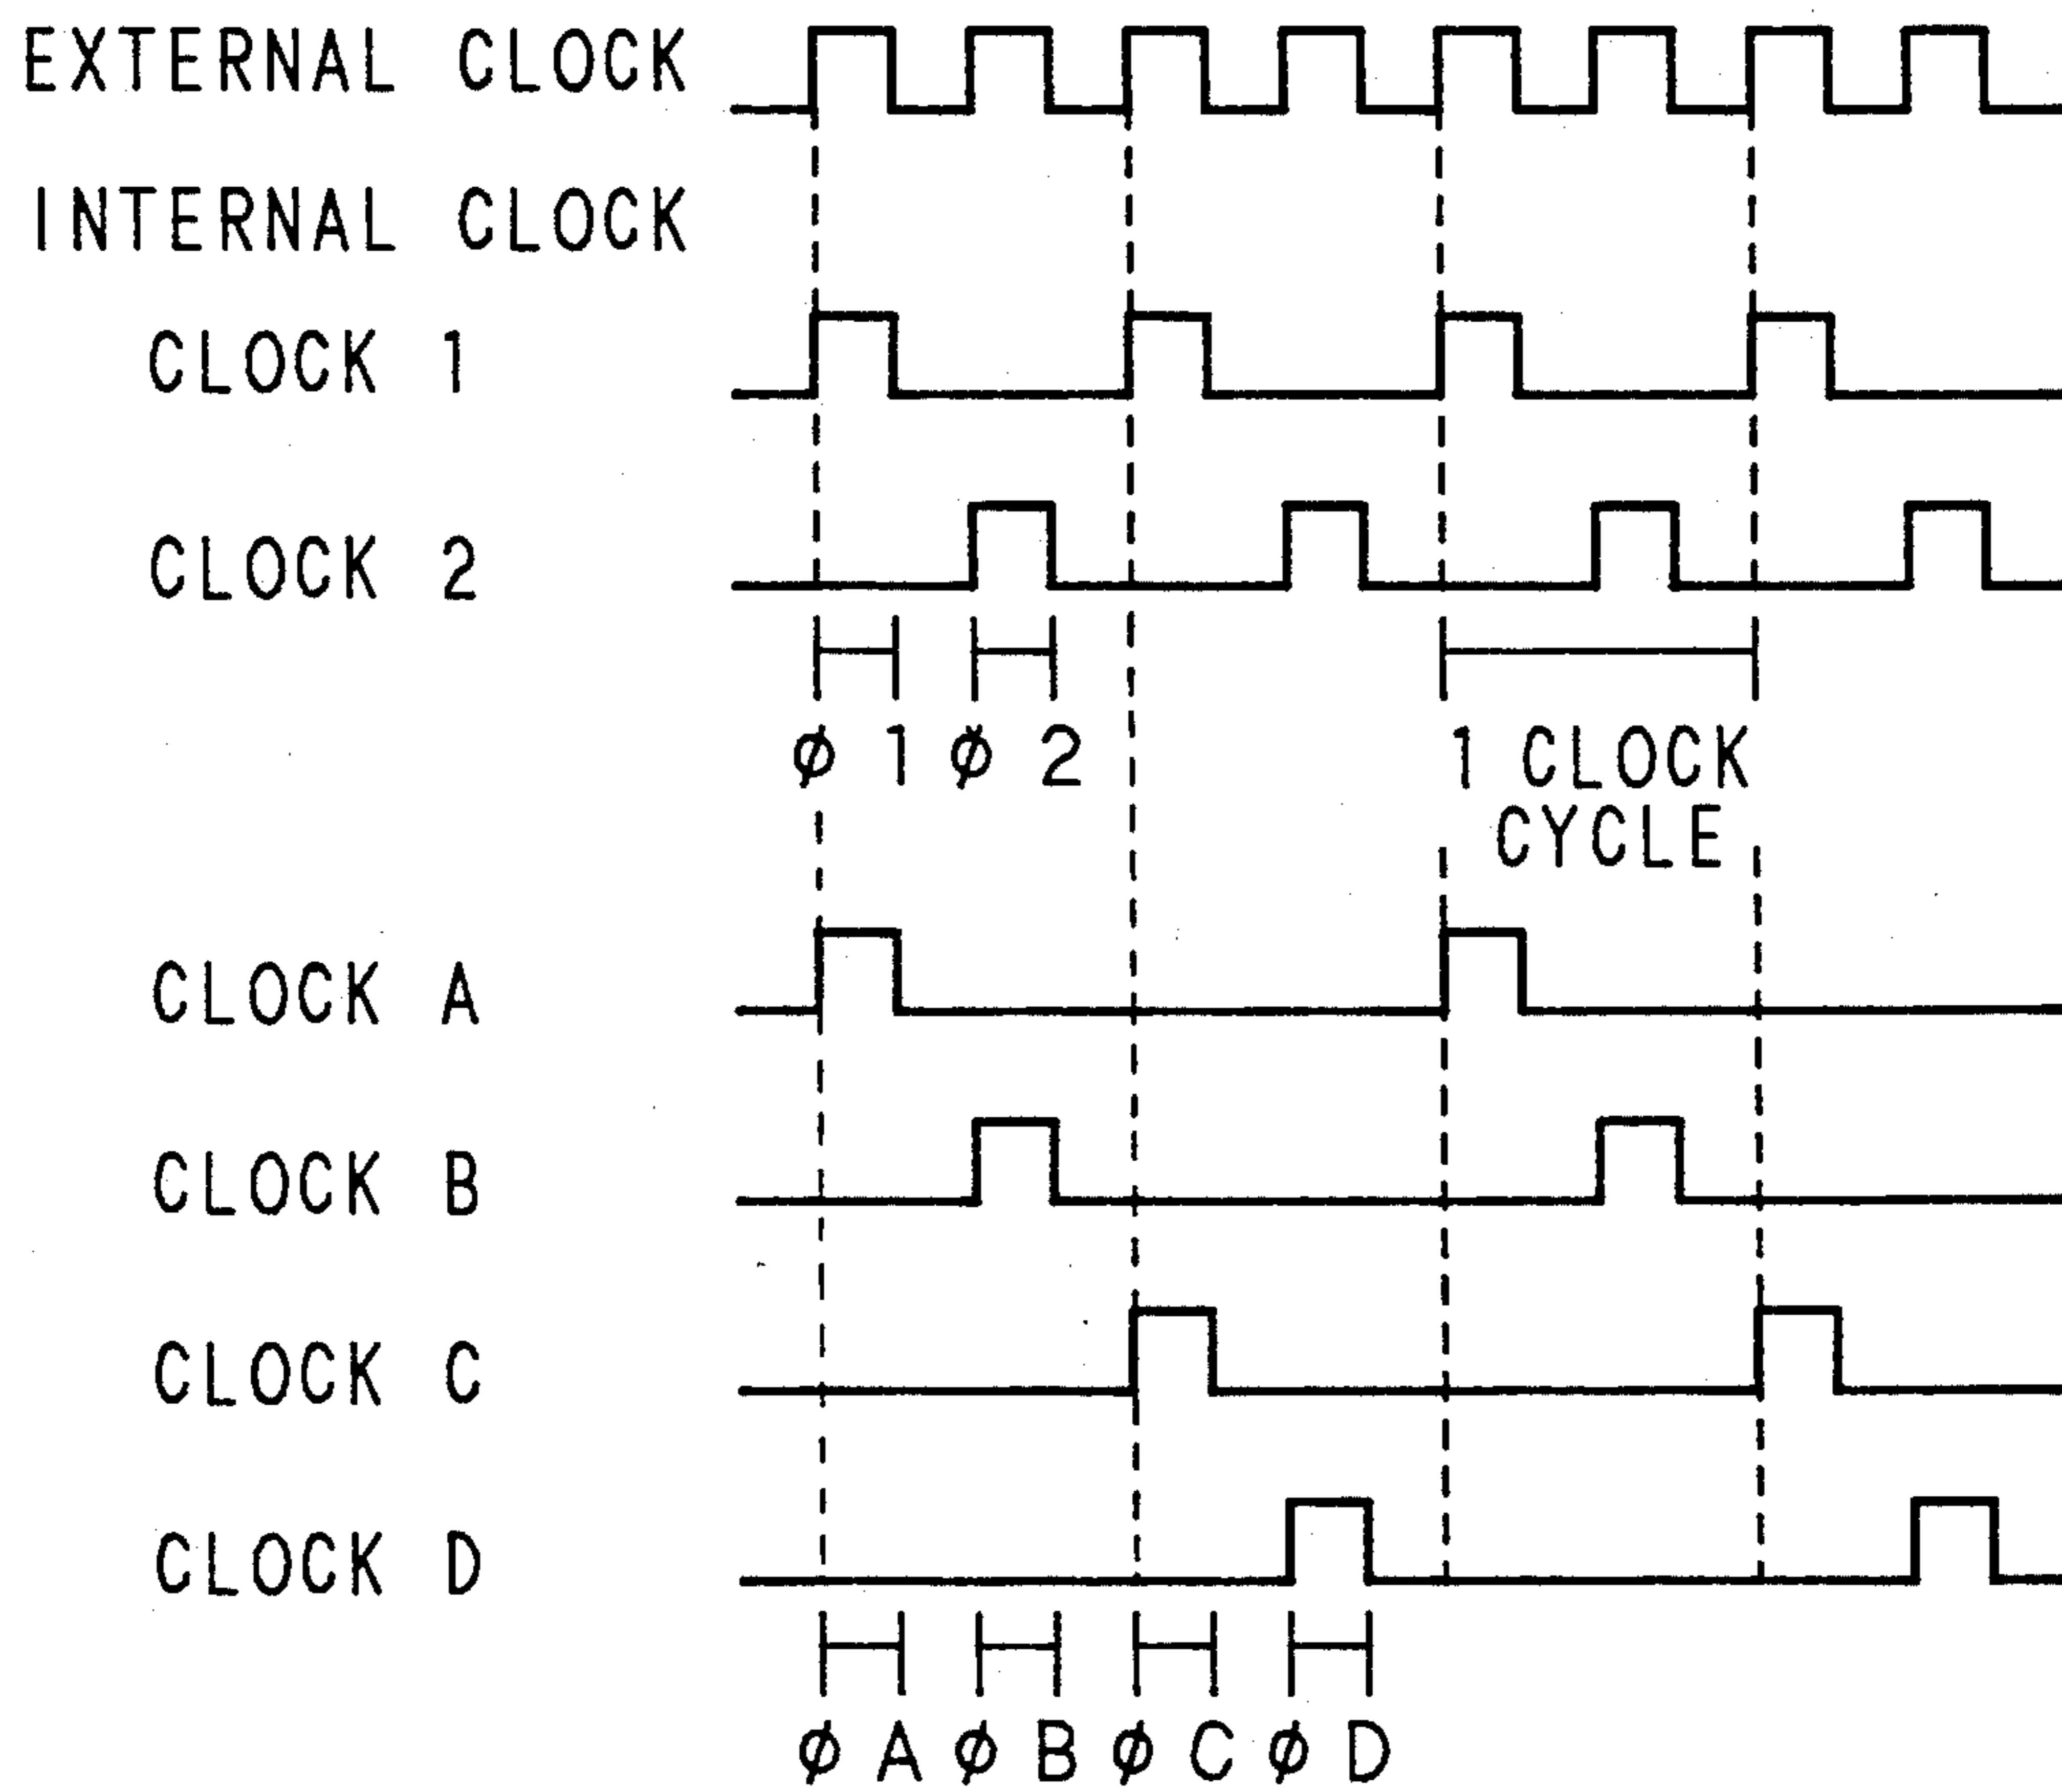 EXTERNAL CLOCK
INTERNAL CLOCK
CLOCK 1
CLOCK 2
ϕ 1 ϕ 2
1 CLOCK
CYCLE
CLOCK A
CLOCK B
CLOCK C
CLOCK D
ϕ A ϕ B ϕ C ϕ D